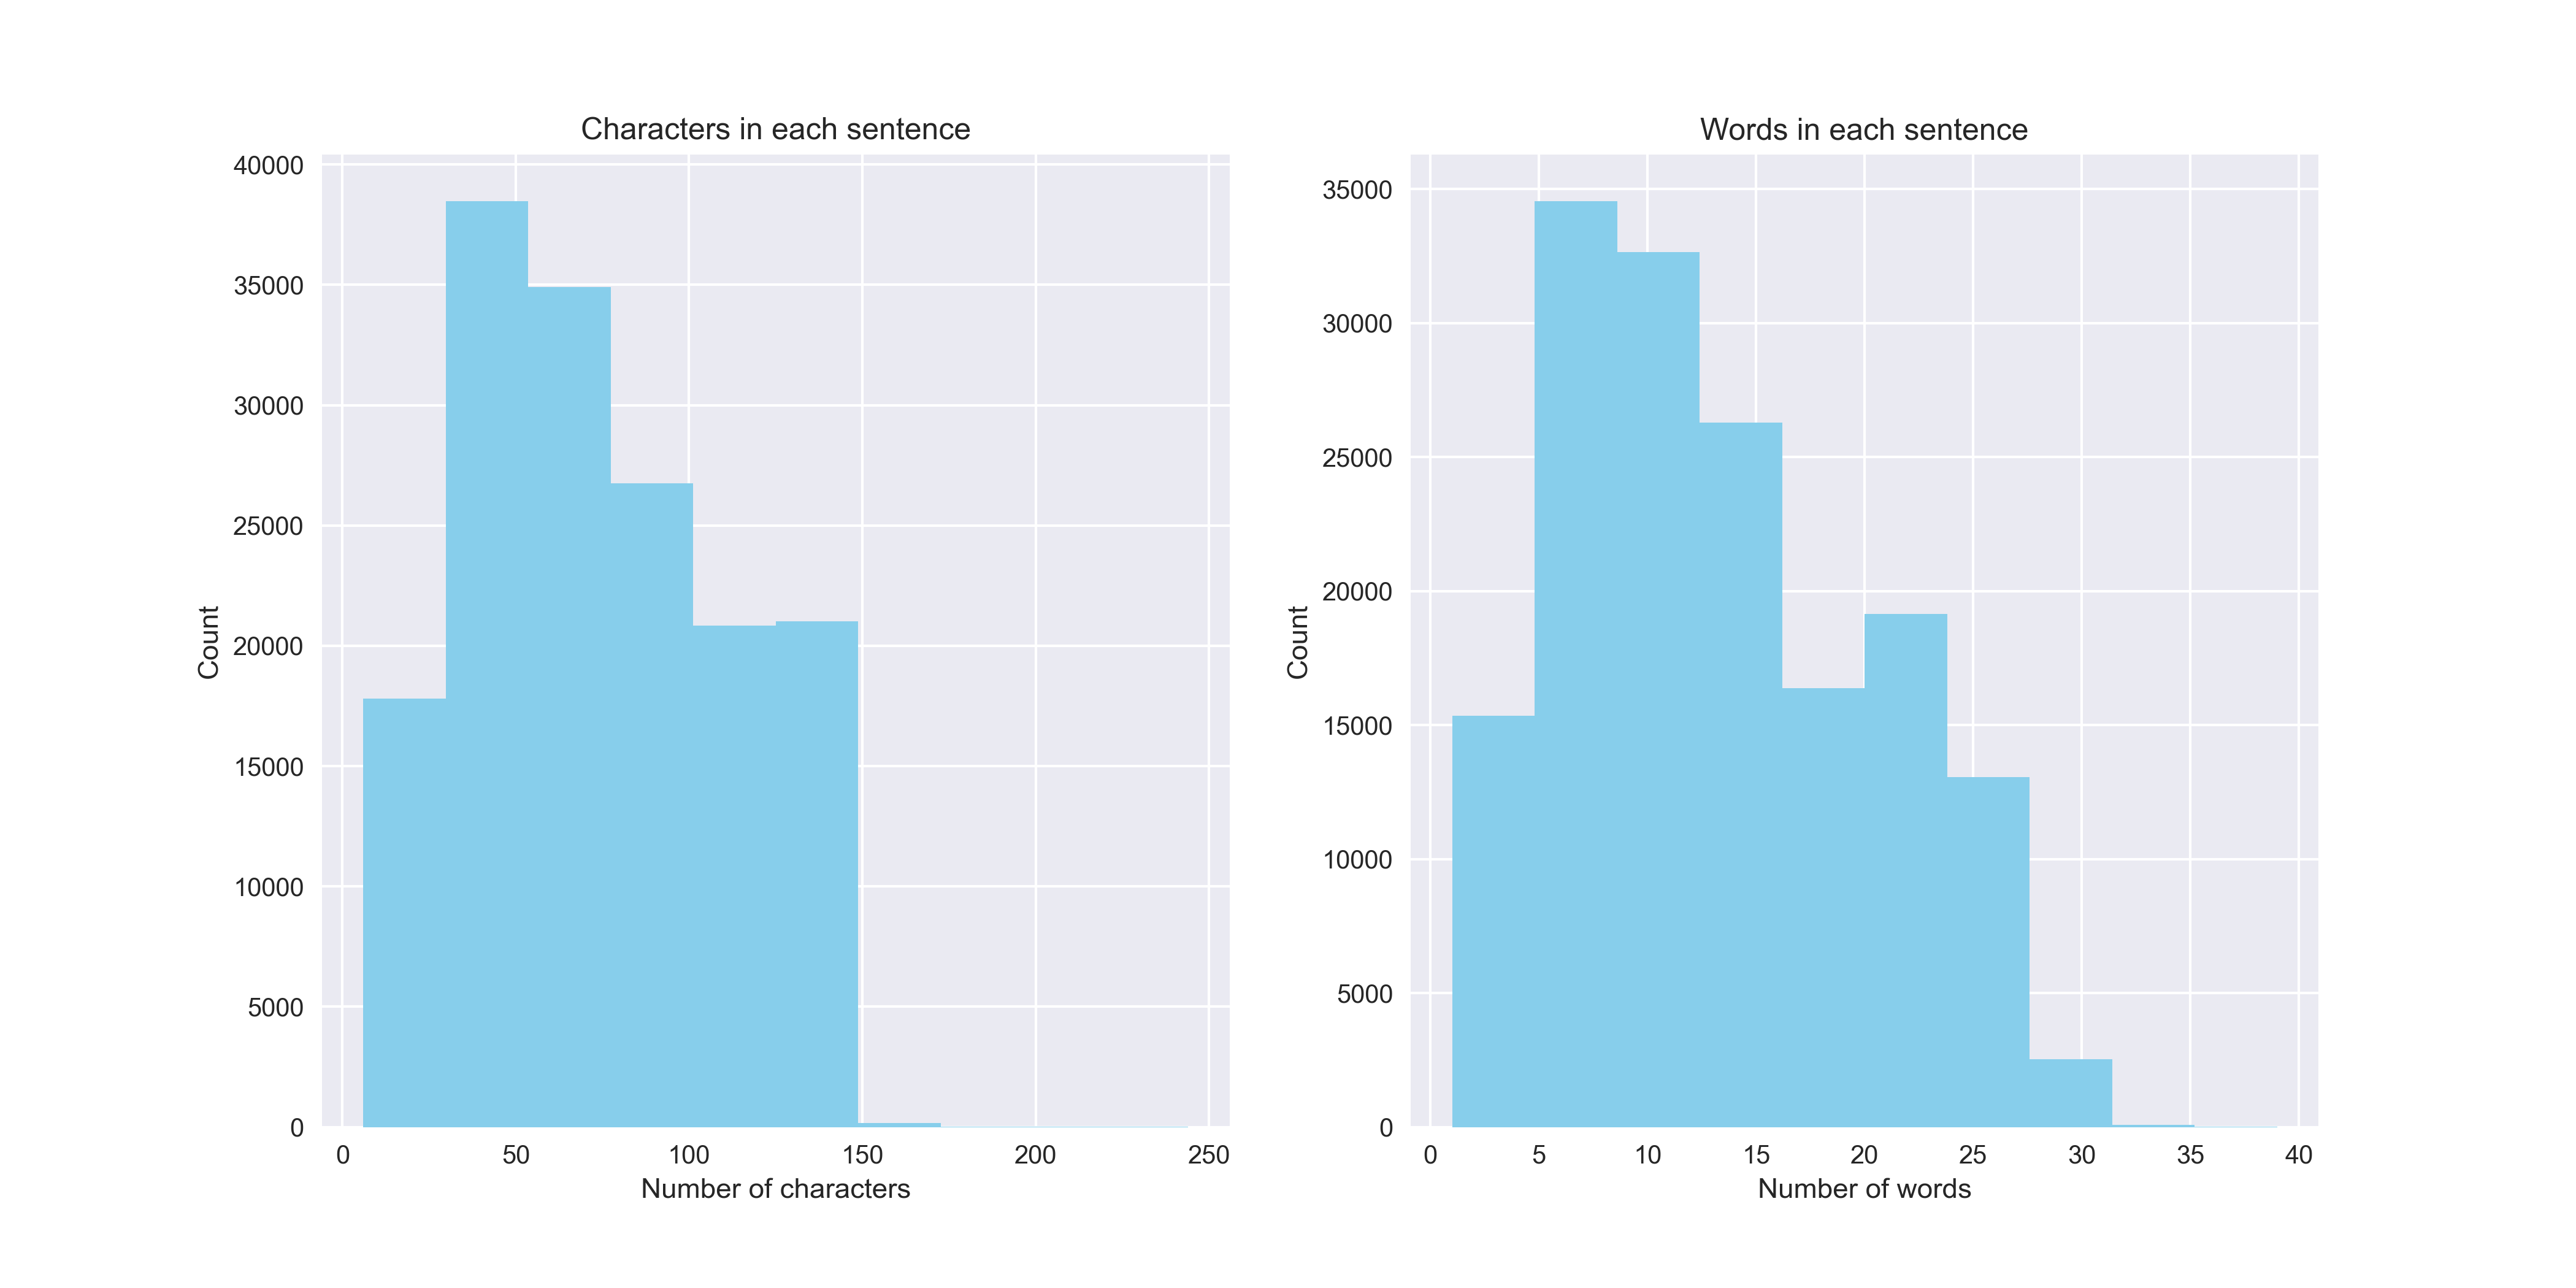 Characters in each sentence
40000
35000
30000
25000
20000
15000
10000
5000
0
Count
0 50 100 150 200 250
Number of characters
Words in each sentence
35000
30000
25000
20000
15000
10000
5000
0
Count
0 5 10 15 20 25 30 35 40
Number of words